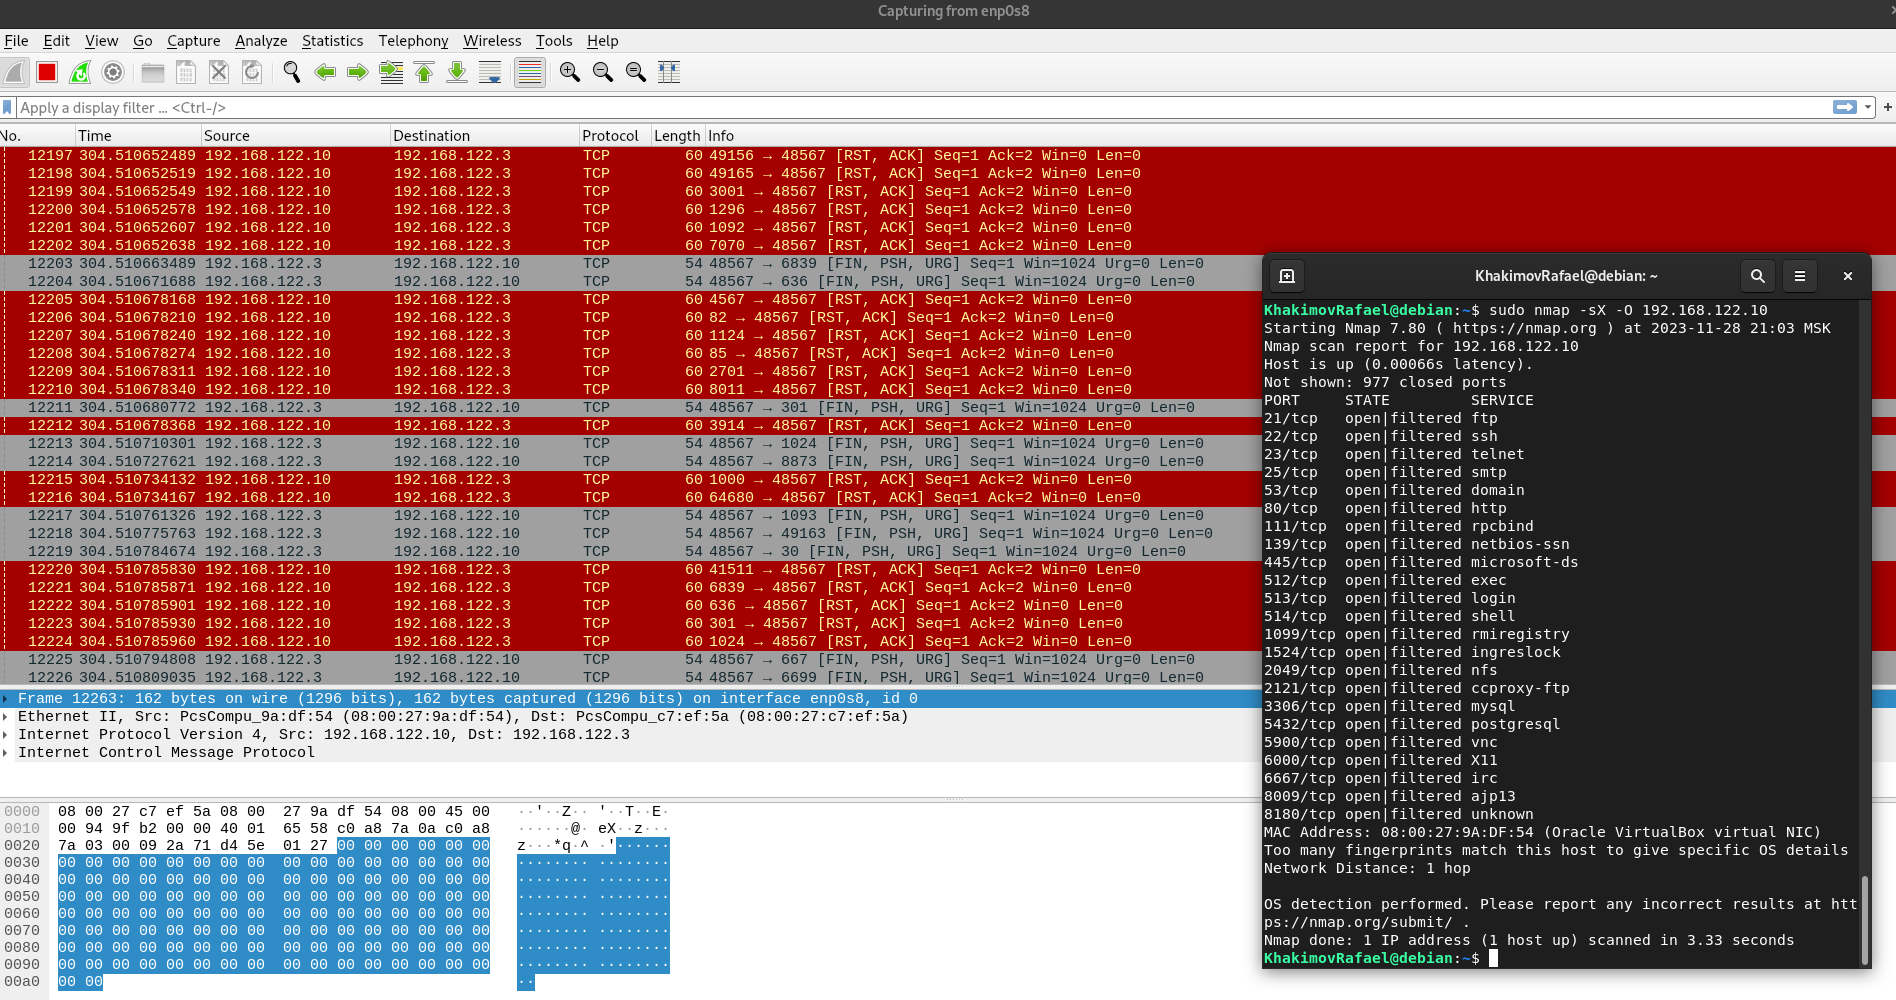 Capturing from enp0s8
File Edit View Go Capture Analyze Statistics Telephony Wireless Tools Help
Apply a display filter ... <Ctrl-/>
No. Time Source Destination Protocol Length Info
12197 304.510652489 192.168.122.10 192.168.122.3 TCP 60 49156 → 48567 [RST, ACK] Seq=1 Ack=2 Win=0 Len=0
12198 304.510652519 192.168.122.10 192.168.122.3 TCP 60 49165 → 48567 [RST, ACK] Seq=1 Ack=2 Win=0 Len=0
12199 304.510652549 192.168.122.10 192.168.122.3 TCP 60 3001 → 48567 [RST, ACK] Seq=1 Ack=2 Win=0 Len=0
12200 304.510652578 192.168.122.10 192.168.122.3 TCP 60 1296 → 48567 [RST, ACK] Seq=1 Ack=2 Win=0 Len=0
12201 304.510652607 192.168.122.10 192.168.122.3 TCP 60 1092 → 48567 [RST, ACK] Seq=1 Ack=2 Win=0 Len=0
12202 304.510652638 192.168.122.10 192.168.122.3 TCP 60 7070 → 48567 [RST, ACK] Seq=1 Ack=2 Win=0 Len=0
12203 304.510663489 192.168.122.3 192.168.122.10 TCP 54 48567 → 6839 [FIN, PSH, URG] Seq=1 Win=1024 Urg=0 Len=0
12204 304.510671688 192.168.122.3 192.168.122.10 TCP 54 48567 → 636 [FIN, PSH, URG] Seq=1 Win=1024 Urg=0 Len=0
12205 304.510678168 192.168.122.10 192.168.122.3 TCP 60 4567 → 48567 [RST, ACK] Seq=1 Ack=2 Win=0 Len=0
12206 304.510678210 192.168.122.10 192.168.122.3 TCP 60 82 → 48567 [RST, ACK] Seq=1 Ack=2 Win=0 Len=0
12207 304.510678240 192.168.122.10 192.168.122.3 TCP 60 1124 → 48567 [RST, ACK] Seq=1 Ack=2 Win=0 Len=0
12208 304.510678274 192.168.122.10 192.168.122.3 TCP 60 85 → 48567 [RST, ACK] Seq=1 Ack=2 Win=0 Len=0
12209 304.510678311 192.168.122.10 192.168.122.3 TCP 60 2701 → 48567 [RST, ACK] Seq=1 Ack=2 Win=0 Len=0
12210 304.510678340 192.168.122.10 192.168.122.3 TCP 60 8011 → 48567 [RST, ACK] Seq=1 Ack=2 Win=0 Len=0
12211 304.510680772 192.168.122.3 192.168.122.10 TCP 54 48567 → 301 [FIN, PSH, URG] Seq=1 Win=1024 Urg=0 Len=0
12212 304.510678368 192.168.122.10 192.168.122.3 TCP 60 3914 → 48567 [RST, ACK] Seq=1 Ack=2 Win=0 Len=0
12213 304.510710301 192.168.122.3 192.168.122.10 TCP 54 48567 → 1024 [FIN, PSH, URG] Seq=1 Win=1024 Urg=0 Len=0
12214 304.510727621 192.168.122.3 192.168.122.10 TCP 54 48567 → 8873 [FIN, PSH, URG] Seq=1 Win=1024 Urg=0 Len=0
12215 304.510734132 192.168.122.10 192.168.122.3 TCP 60 1000 → 48567 [RST, ACK] Seq=1 Ack=2 Win=0 Len=0
12216 304.510734167 192.168.122.10 192.168.122.3 TCP 60 64680 → 48567 [RST, ACK] Seq=1 Ack=2 Win=0 Len=0
12217 304.510761326 192.168.122.3 192.168.122.10 TCP 54 48567 → 1093 [FIN, PSH, URG] Seq=1 Win=1024 Urg=0 Len=0
12218 304.510775763 192.168.122.3 192.168.122.10 TCP 54 48567 → 49163 [FIN, PSH, URG] Seq=1 Win=1024 Urg=0 Len=0
12219 304.510784674 192.168.122.3 192.168.122.10 TCP 54 48567 → 30 [FIN, PSH, URG] Seq=1 Win=1024 Urg=0 Len=0
12220 304.510785830 192.168.122.10 192.168.122.3 TCP 60 41511 → 48567 [RST, ACK] Seq=1 Ack=2 Win=0 Len=0
12221 304.510785871 192.168.122.10 192.168.122.3 TCP 60 6839 → 48567 [RST, ACK] Seq=1 Ack=2 Win=0 Len=0
12222 304.510785901 192.168.122.10 192.168.122.3 TCP 60 636 → 48567 [RST, ACK] Seq=1 Ack=2 Win=0 Len=0
12223 304.510785930 192.168.122.10 192.168.122.3 TCP 60 301 → 48567 [RST, ACK] Seq=1 Ack=2 Win=0 Len=0
12224 304.510785960 192.168.122.10 192.168.122.3 TCP 60 1024 → 48567 [RST, ACK] Seq=1 Ack=2 Win=0 Len=0
12225 304.510794808 192.168.122.3 192.168.122.10 TCP 54 48567 → 667 [FIN, PSH, URG] Seq=1 Win=1024 Urg=0 Len=0
12226 304.510809035 192.168.122.3 192.168.122.10 TCP 54 48567 → 6699 [FIN, PSH, URG] Seq=1 Win=1024 Urg=0 Len=0
Frame 12263: 162 bytes on wire (1296 bits), 162 bytes captured (1296 bits) on interface enp0s8, id 0
Ethernet II, Src: PcsCompu_9a:df:54 (08:00:27:9a:df:54), Dst: PcsCompu_c7:ef:5a (08:00:27:c7:ef:5a)
Internet Protocol Version 4, Src: 192.168.122.10, Dst: 192.168.122.3
Internet Control Message Protocol
0000 08 00 27 c7 ef 5a 08 00 27 9a df 54 08 00 45 00 ··'··Z·· '··T··E·
0010 00 94 9f b2 00 00 40 01 65 58 c0 a8 7a 0a c0 a8 ······@· eX··z···
0020 7a 03 00 09 2a 71 d4 5e 01 27 00 00 00 00 00 00 z···*q·^ ·'······
0030 00 00 00 00 00 00 00 00 00 00 00 00 00 00 00 00 ········ ········
0040 00 00 00 00 00 00 00 00 00 00 00 00 00 00 00 00 ········ ········
0050 00 00 00 00 00 00 00 00 00 00 00 00 00 00 00 00 ········ ········
0060 00 00 00 00 00 00 00 00 00 00 00 00 00 00 00 00 ········ ········
0070 00 00 00 00 00 00 00 00 00 00 00 00 00 00 00 00 ········ ········
0080 00 00 00 00 00 00 00 00 00 00 00 00 00 00 00 00 ········ ········
0090 00 00 00 00 00 00 00 00 00 00 00 00 00 00 00 00 ········ ········
00a0 00 00 ··
KhakimovRafael@debian: ~
KhakimovRafael@debian:~$ sudo nmap -sX -O 192.168.122.10
Starting Nmap 7.80 ( https://nmap.org ) at 2023-11-28 21:03 MSK
Nmap scan report for 192.168.122.10
Host is up (0.00066s latency).
Not shown: 977 closed ports
PORT STATE SERVICE
21/tcp open|filtered ftp
22/tcp open|filtered ssh
23/tcp open|filtered telnet
25/tcp open|filtered smtp
53/tcp open|filtered domain
80/tcp open|filtered http
111/tcp open|filtered rpcbind
139/tcp open|filtered netbios-ssn
445/tcp open|filtered microsoft-ds
512/tcp open|filtered exec
513/tcp open|filtered login
514/tcp open|filtered shell
1099/tcp open|filtered rmiregistry
1524/tcp open|filtered ingreslock
2049/tcp open|filtered nfs
2121/tcp open|filtered ccproxy-ftp
3306/tcp open|filtered mysql
5432/tcp open|filtered postgresql
5900/tcp open|filtered vnc
6000/tcp open|filtered X11
6667/tcp open|filtered irc
8009/tcp open|filtered ajp13
8180/tcp open|filtered unknown
MAC Address: 08:00:27:9A:DF:54 (Oracle VirtualBox virtual NIC)
Too many fingerprints match this host to give specific OS details
Network Distance: 1 hop
OS detection performed. Please report any incorrect results at htt
ps://nmap.org/submit/ .
Nmap done: 1 IP address (1 host up) scanned in 3.33 seconds
KhakimovRafael@debian:~$